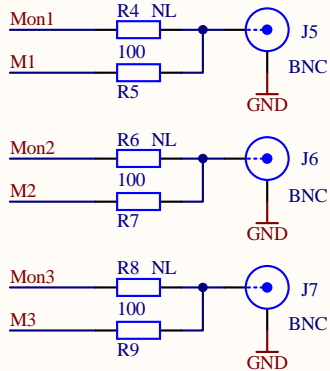 Mon1 R4 NL J5
100
M1 R5 BNC
GND
Mon2 R6 NL J6
100
M2 R7 BNC
GND
Mon3 R8 NL J7
100
M3 R9 BNC
GND